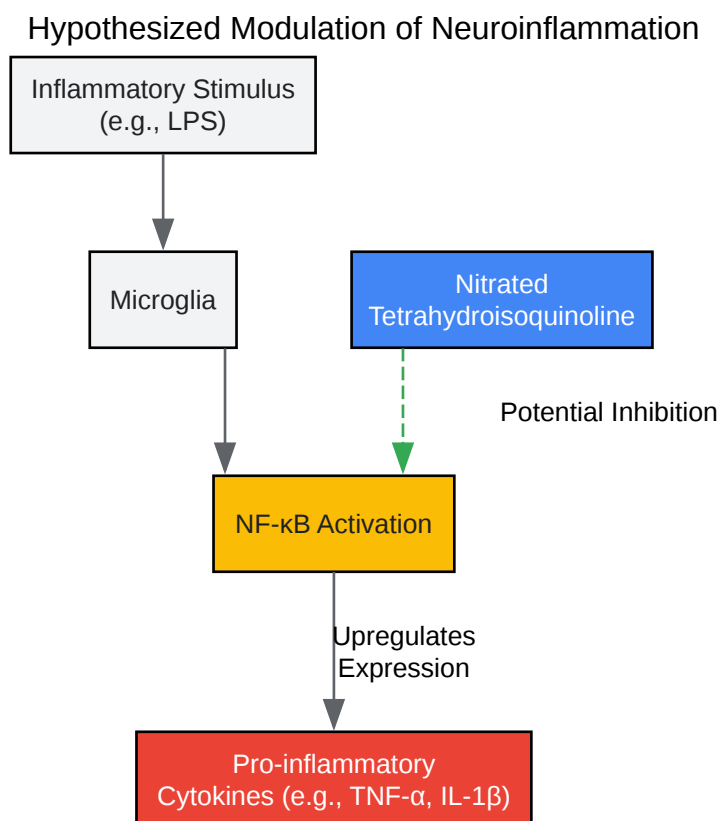 Hypothesized Modulation of Neuroinflammation
Inflammatory Stimulus
(e.g., LPS)
Microglia
Nitrated
Tetrahydroisoquinoline
Potential Inhibition
NF-κB Activation
Upregulates
Expression
Pro-inflammatory
Cytokines (e.g., TNF-α, IL-1β)